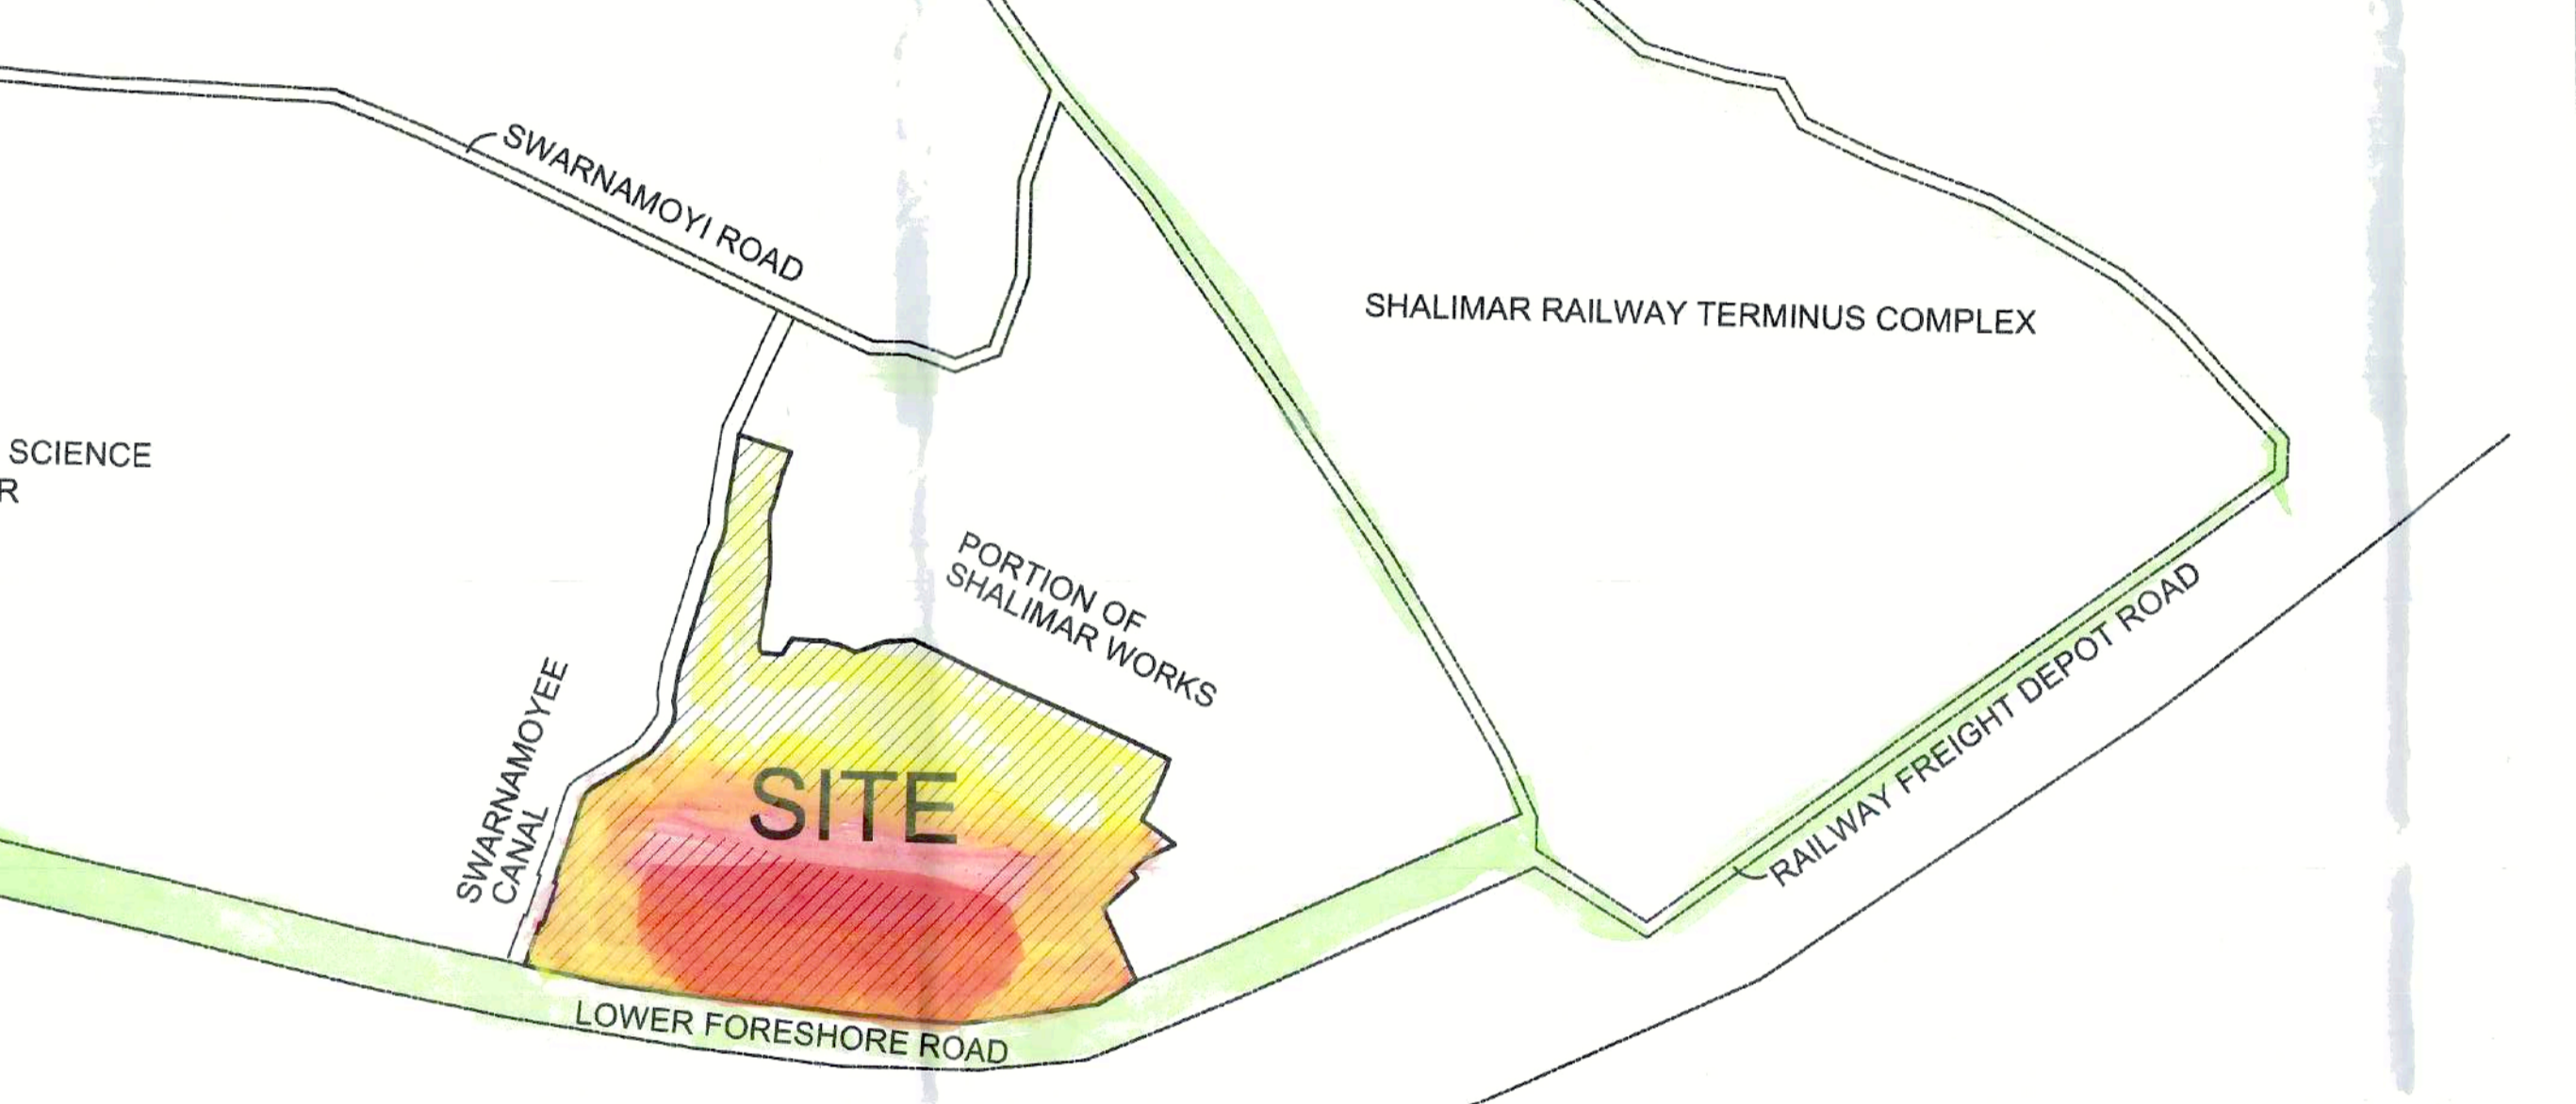 SWARNAMOYI ROAD
SHALIMAR RAILWAY TERMINUS COMPLEX
SCIENCE
R
PORTION OF
SHALIMAR WORKS
SWARNAMOYEE
CANAL
SITE
RAILWAY FREIGHT DEPOT ROAD
LOWER FORESHORE ROAD